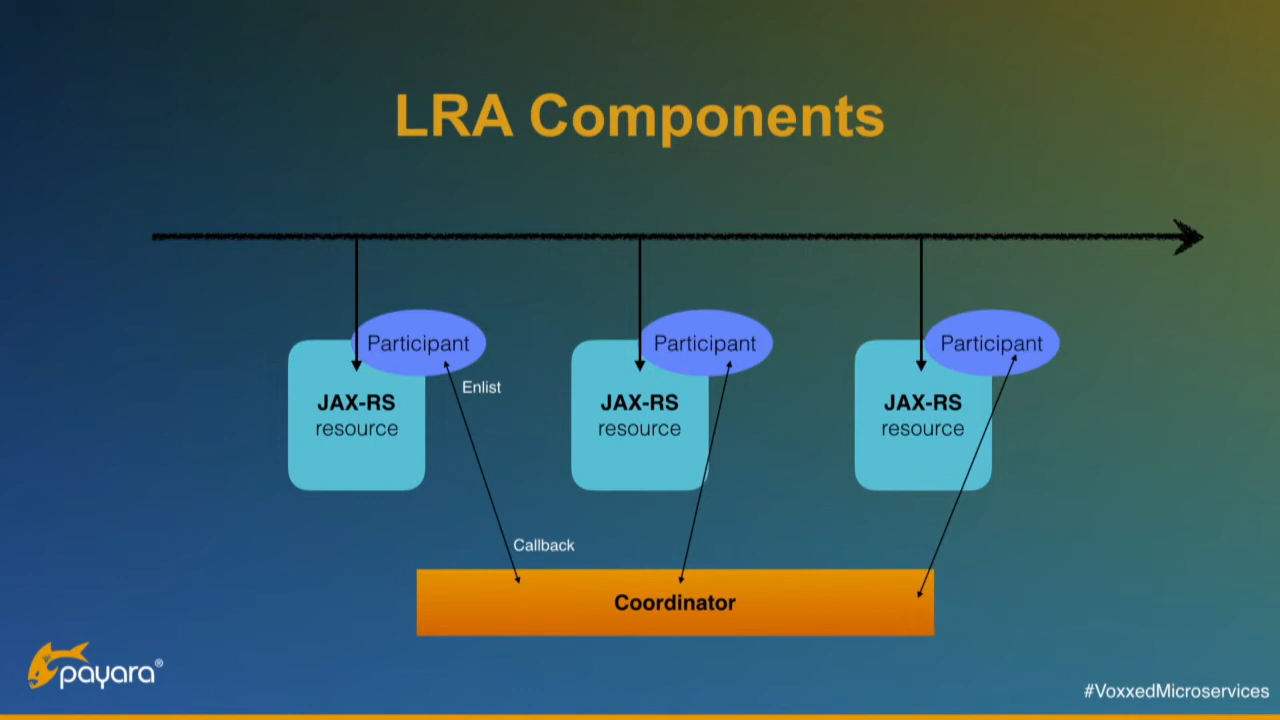 LRA Components
Participant
Participant
Participant
Enlist
JAX-RS
resource
JAX-RS
resource
JAX-RS
resource
Callback
Coordinator
payara®
#VoxxedMicroservices